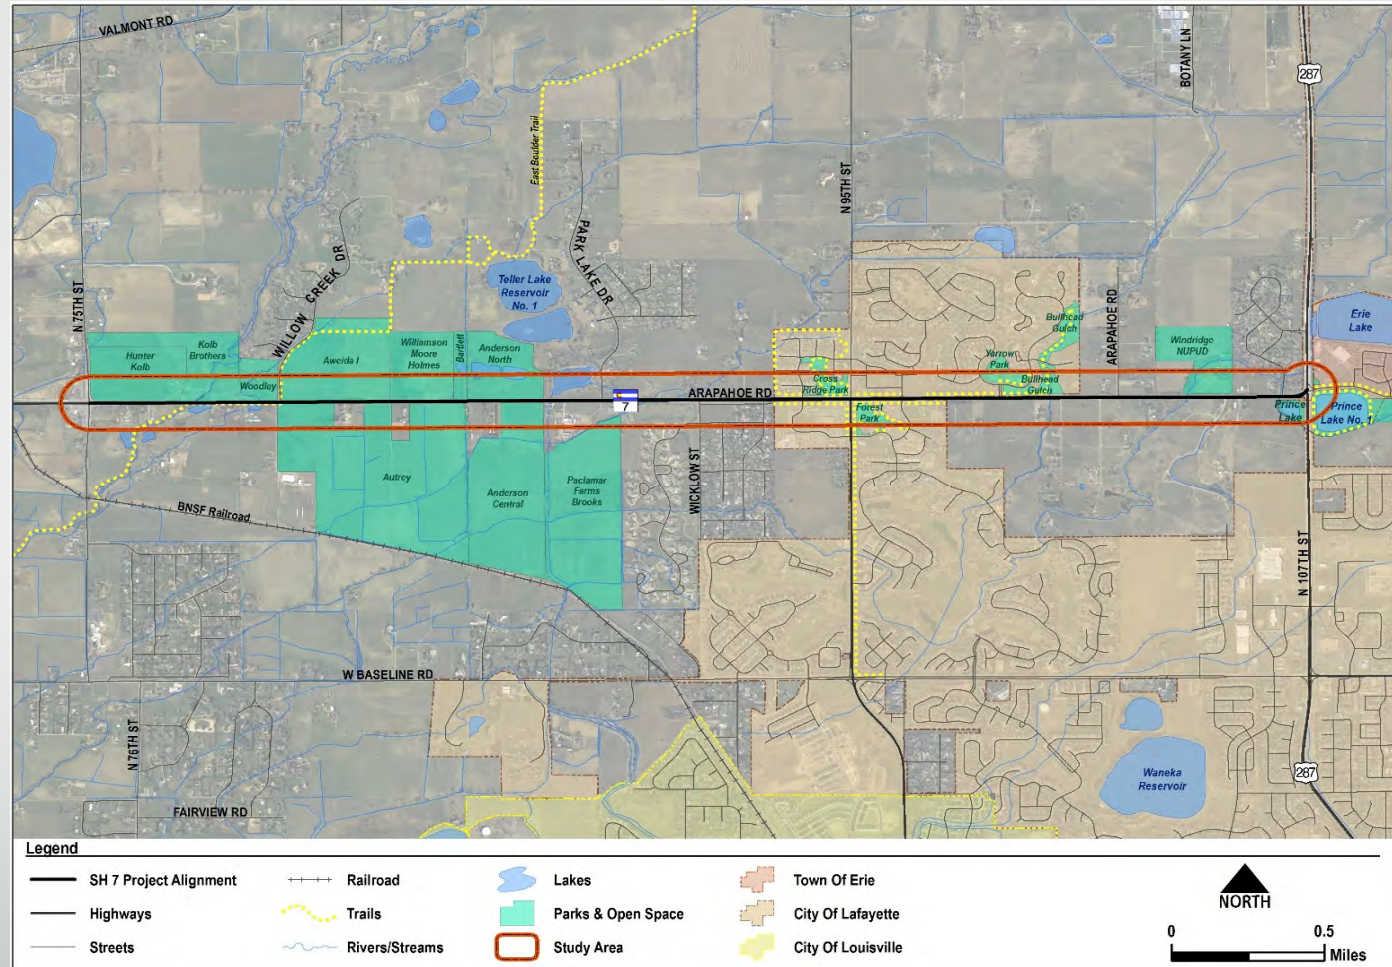 VALMONT RD
BOTANY LN
287
East Boulder Trail
N 95TH ST
N 75TH ST
WILLOW CREEK DR
PARK LAKE DR
Teller Lake
Reservoir
No. 1
ARAPAHOE RD
Erie
Lake
Hunter
Kolb
Kolb
Brothers
Woodley
Aweida I
Williamson
Moore
Holmes
Bartlett
Anderson
North
Bullhead
Gulch
Yarrow
Park
Bullhead
Gulch
Windridge
NUPUD
Cross
Ridge Park
7
ARAPAHOE RD
Forest
Park
Prince
Lake
Prince
Lake No. 1
BNSF Railroad
Autrey
Anderson
Central
Paclamar
Farms
Brooks
WICKLOW ST
N 107TH ST
W BASELINE RD
N 76TH ST
FAIRVIEW RD
Waneka
Reservoir
287
Legend
SH 7 Project Alignment
Highways
Streets
Railroad
Trails
Rivers/Streams
Lakes
Parks & Open Space
Study Area
Town Of Erie
City Of Lafayette
City Of Louisville
NORTH
0 0.5
Miles